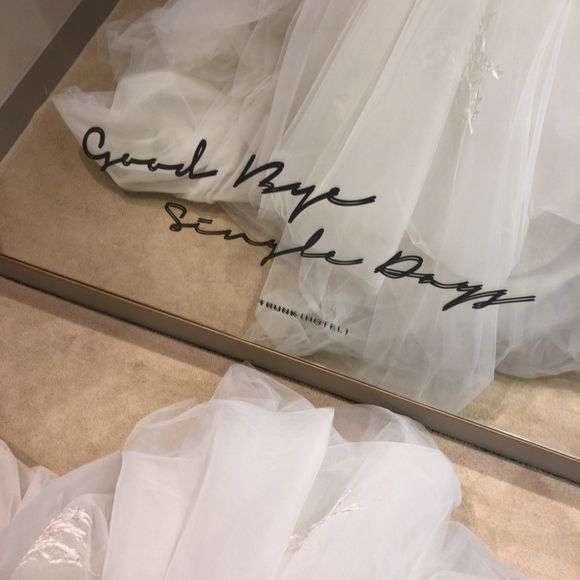 Good Bye
Single Days
TRUNK(HOTEL)